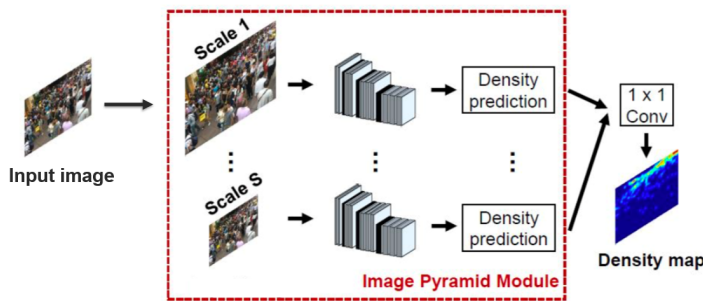 Scale 1
Density
prediction
1 x 1
Conv
Input image
Scale S
Density
prediction
Image Pyramid Module
Density map